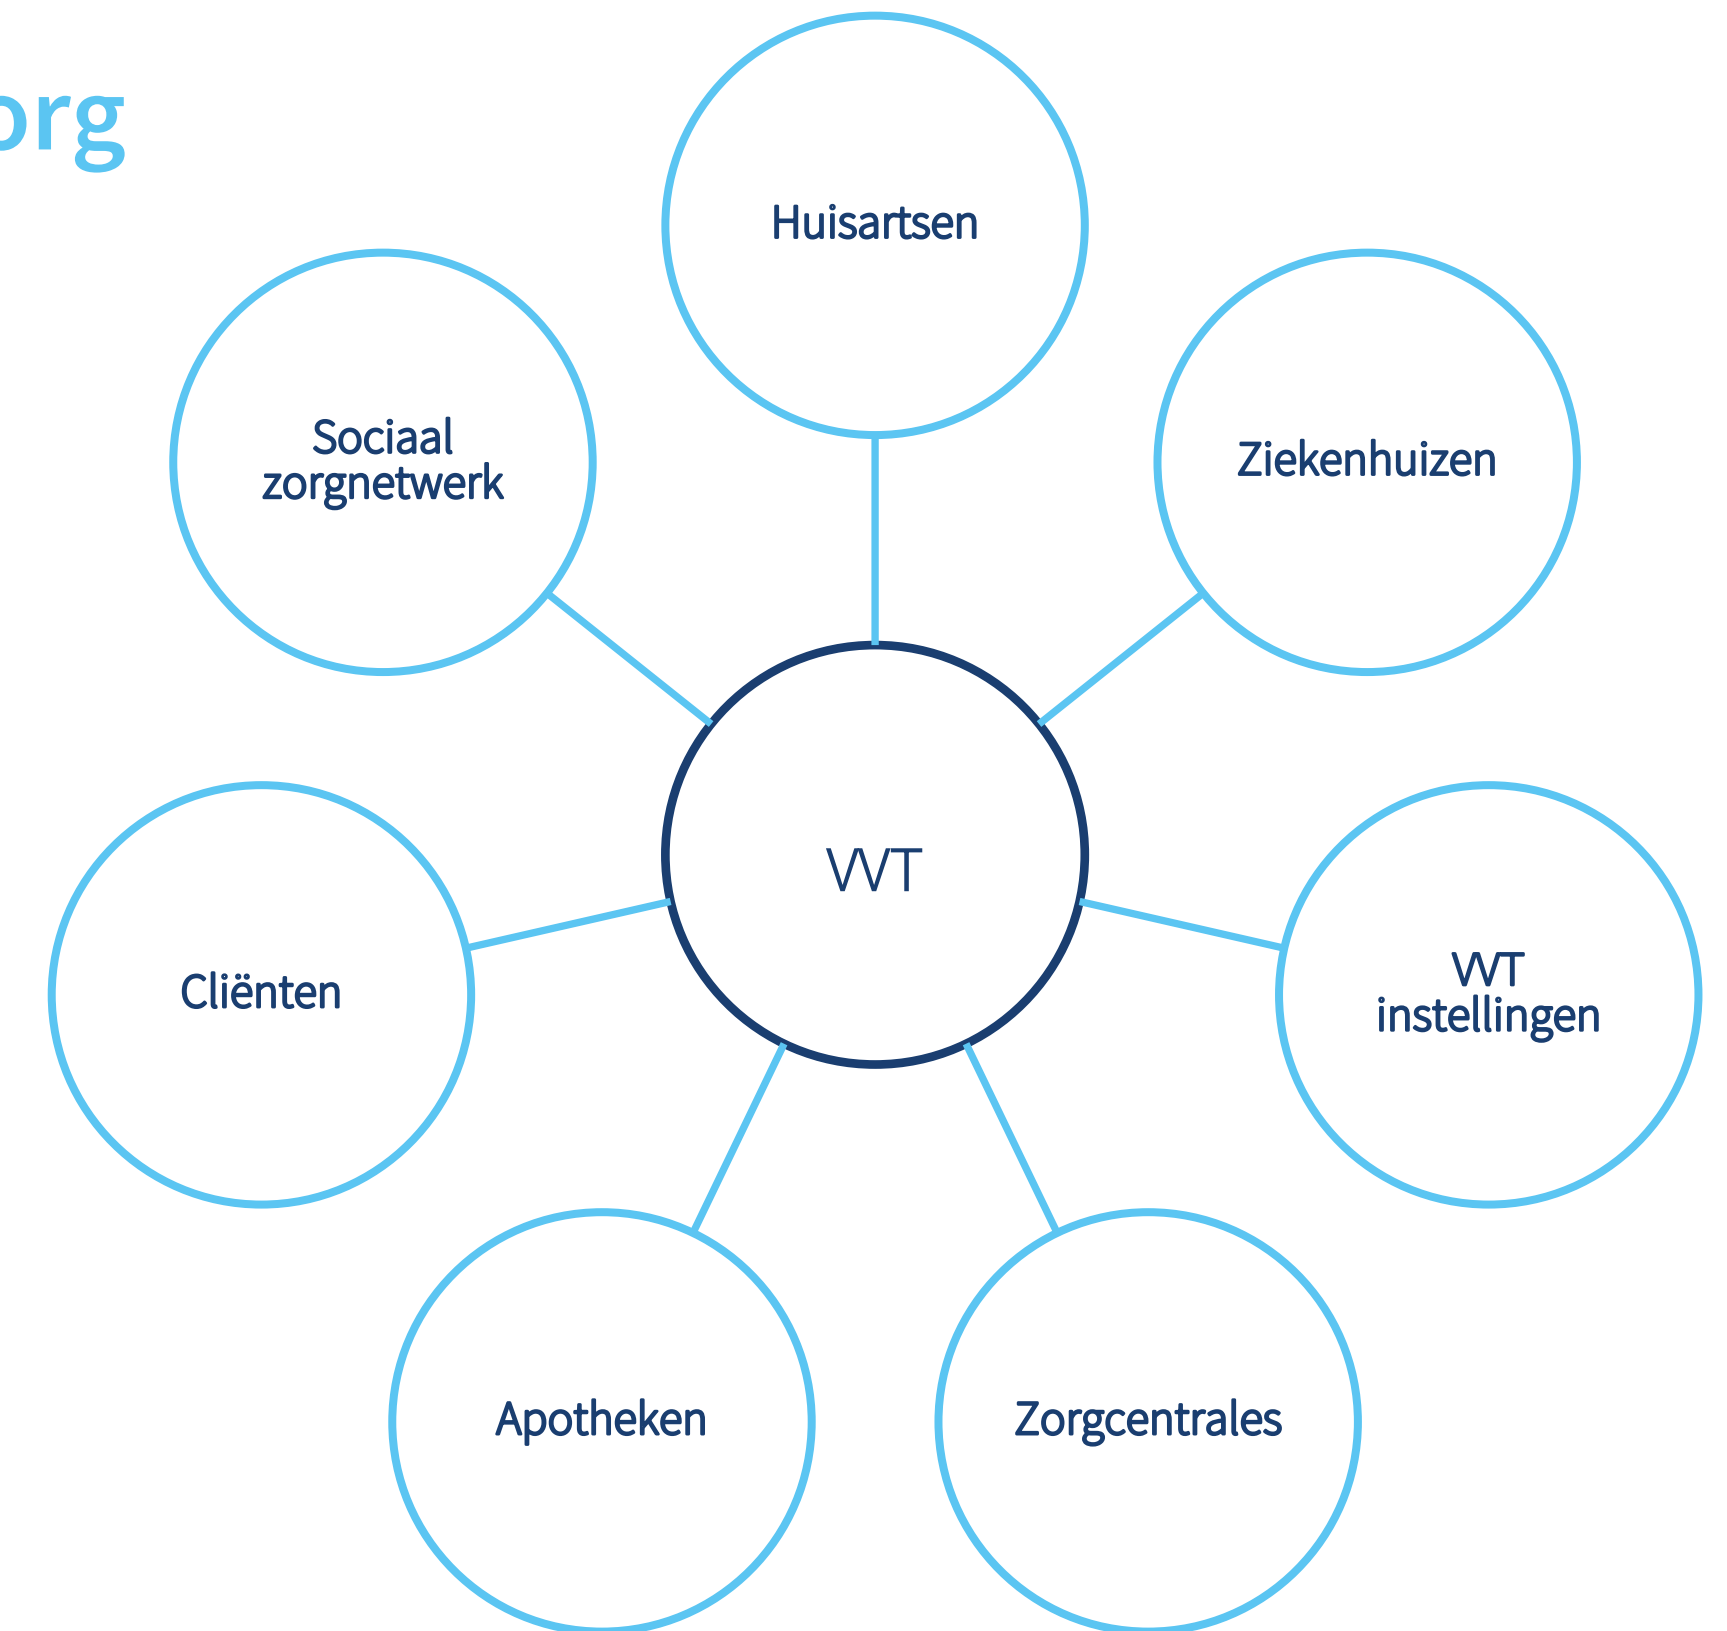 org
Huisartsen
Sociaal
zorgnetwerk
Ziekenhuizen
VVT
Cliënten
VVT
instellingen
Apotheken
Zorgcentrales